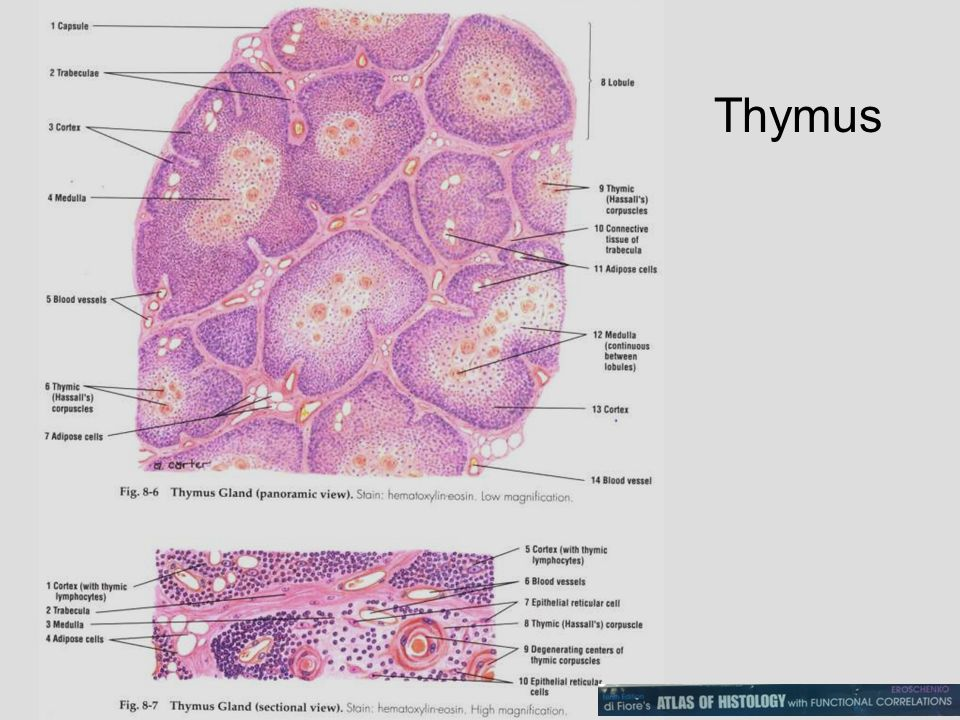 Thymus
1 Capsule
2 Trabeculae
3 Cortex
4 Medulla
5 Blood vessels
6 Thymic
(Hassall's)
corpuscles
7 Adipose cells
8 Lobule
9 Thymic
(Hassall's)
corpuscles
10 Connective
tissue of
trabecula
11 Adipose cells
12 Medulla
(continuous
between
lobules)
13 Cortex
14 Blood vessel
a. carter
Fig. 8-6 Thymus Gland (panoramic view). Stain: hematoxylin-eosin. Low magnification.
1 Cortex (with thymic
lymphocytes)
2 Trabecula
3 Medulla
4 Adipose cells
5 Cortex (with thymic
lymphocytes)
6 Blood vessels
7 Epithelial reticular cell
8 Thymic (Hassall's) corpuscle
9 Degenerating centers of
thymic corpuscles
10 Epithelial reticular
cells
Fig. 8-7 Thymus Gland (sectional view). Stain: hematoxylin-eosin. High magnification.
Tenth Edition
EROSCHENKO
di Fiore's ATLAS OF HISTOLOGY with FUNCTIONAL CORRELATIONS